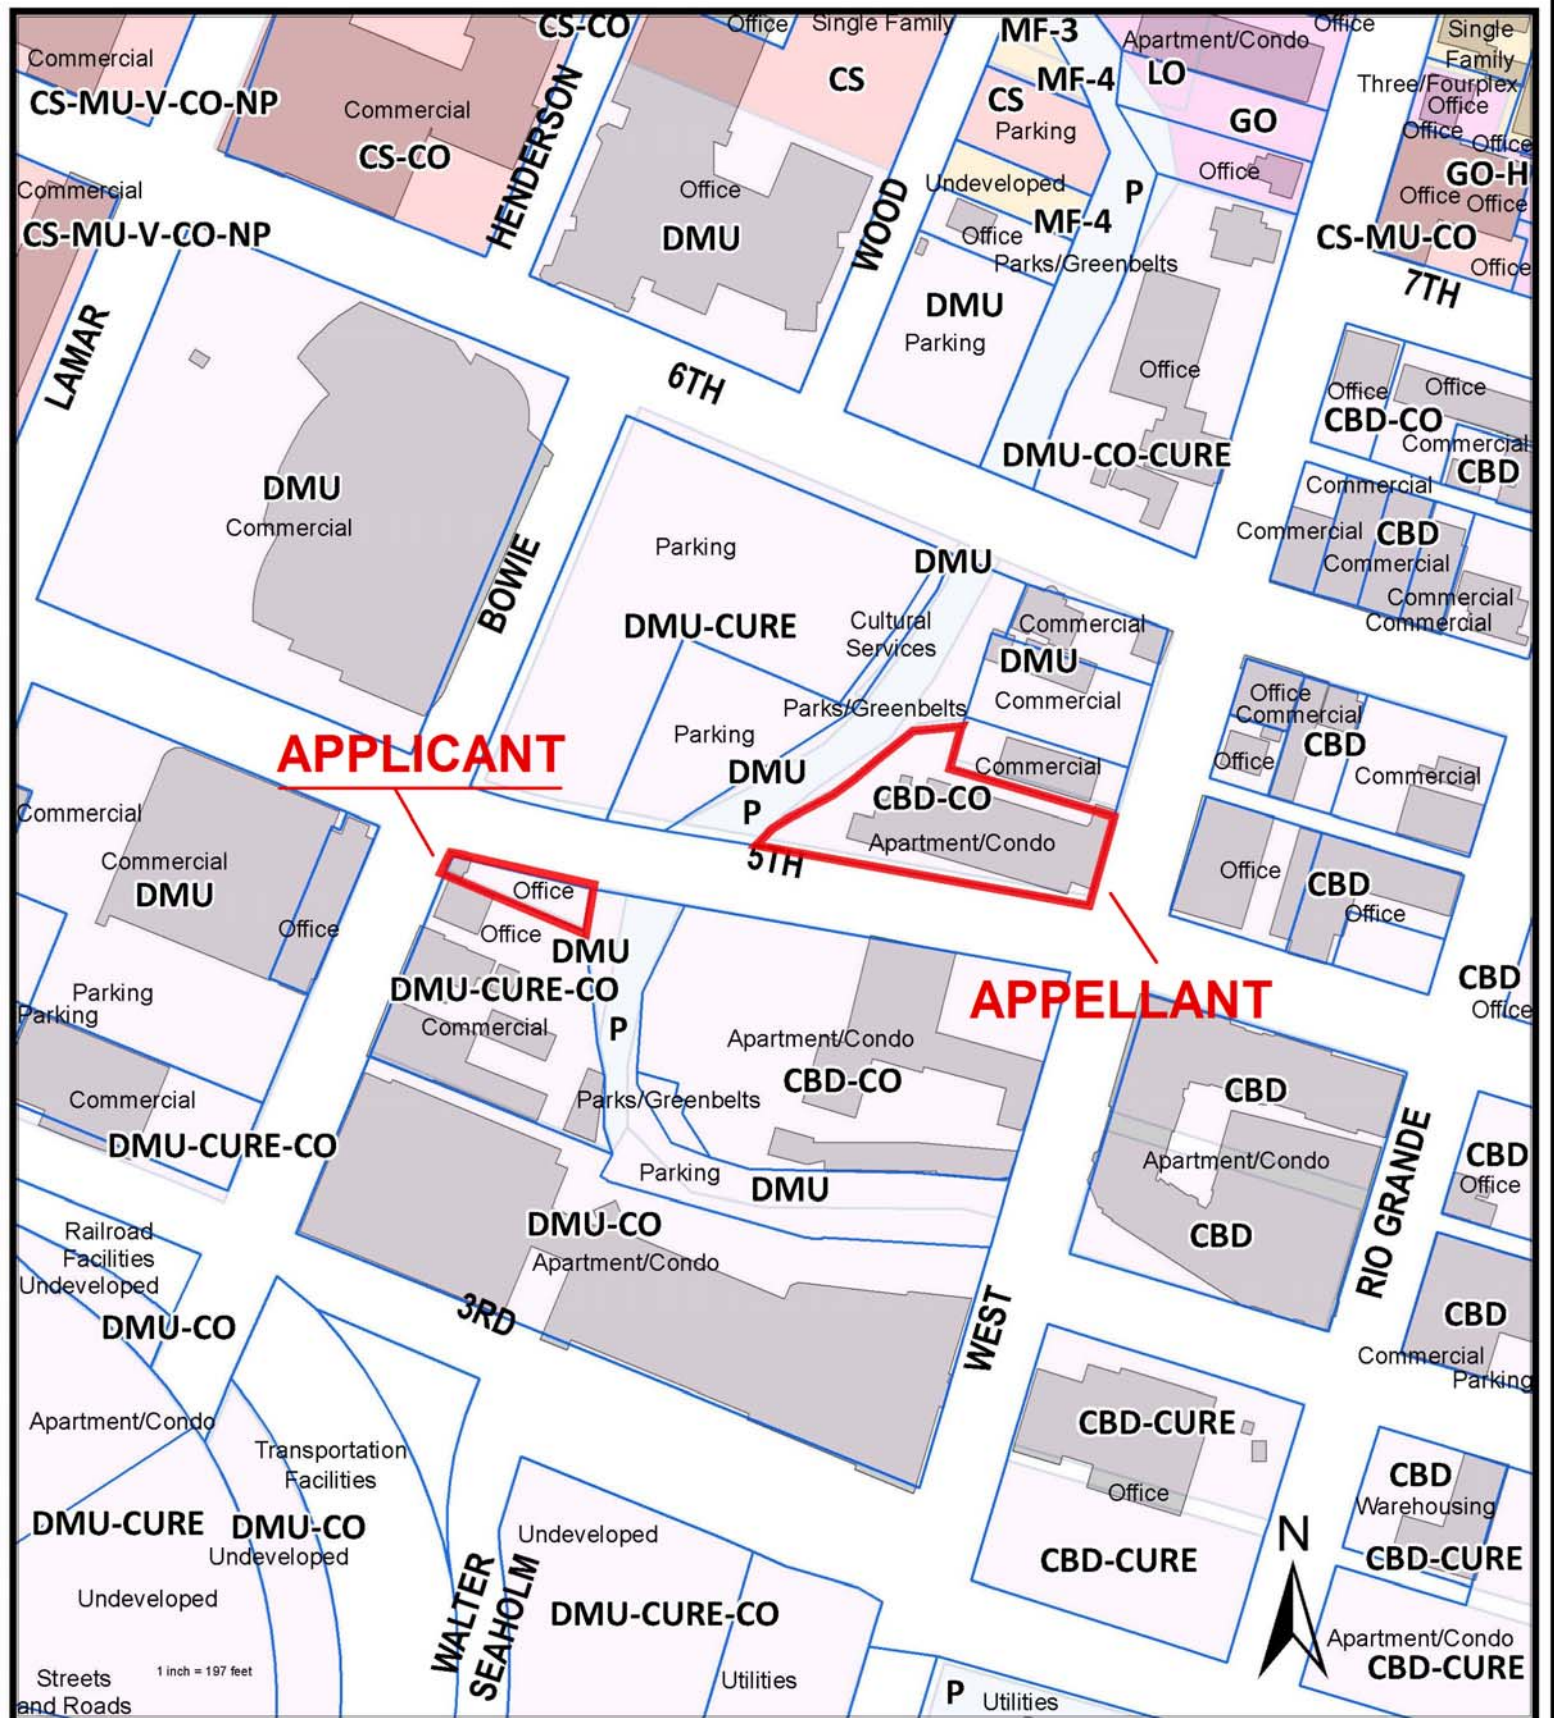 CS-CO
Office
Single Family
MF-3
Office
Single
Family
Commercial
Apartment/Condo
LO
CS
MF-4
CS-MU-V-CO-NP
Commercial
CS
Three/Fourplex
Office
GO
Parking
CS-CO
HENDERSON
Office
Office
GO-H
Commercial
Office
Undeveloped
P
Office
Office
Office
CS-MU-V-CO-NP
DMU
WOOD
Office
MF-4
CS-MU-CO
Parks/Greenbelts
Office
7TH
DMU
Parking
LAMAR
6TH
Office
Office
Office
CBD-CO
Commercial
DMU-CO-CURE
CBD
DMU
Commercial
Commercial
Parking
BOWIE
DMU
Commercial
CBD
Commercial
DMU-CURE
Cultural
Services
Commercial
Commercial
Commercial
DMU
Commercial
Parks/Greenbelts
Office
Commercial
Parking
CBD
APPLICANT
DMU
Commercial
Office
Commercial
P
CBD-CO
Commercial
Apartment/Condo
5TH
Commercial
DMU
Office
Office
CBD
Office
Office
Office
DMU
APPELLANT
CBD
Office
Parking
Parking
DMU-CURE-CO
Commercial
P
Apartment/Condo
CBD-CO
CBD
Commercial
Parks/Greenbelts
DMU-CURE-CO
Parking
DMU
Apartment/Condo
CBD
CBD
Office
RIO GRANDE
DMU-CO
Apartment/Condo
Railroad
Facilities
Undeveloped
DMU-CO
3RD
WEST
CBD
Commercial
Parking
Apartment/Condo
Transportation
Facilities
CBD-CURE
Office
CBD
Warehousing
DMU-CURE
DMU-CO
Undeveloped
Undeveloped
N
CBD-CURE
CBD-CURE
Undeveloped
WALTER
SEAHOLM
DMU-CURE-CO
Apartment/Condo
CBD-CURE
Streets
and Roads
1 inch = 197 feet
Utilities
P
Utilities